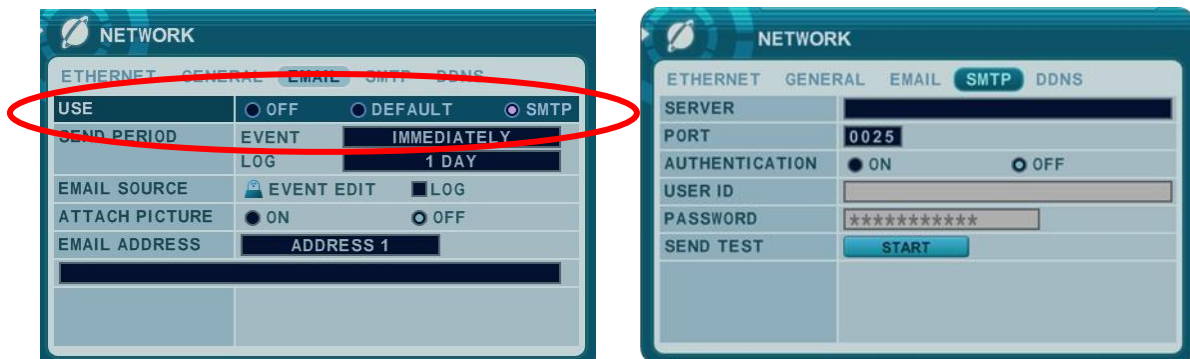 NETWORK
ETHERNET GENERAL EMAIL SMTP DDNS
USE OFF DEFAULT SMTP
SEND PERIOD EVENT IMMEDIATELY
LOG 1 DAY
EMAIL SOURCE EVENT EDIT LOG
ATTACH PICTURE ON OFF
EMAIL ADDRESS ADDRESS 1
NETWORK
ETHERNET GENERAL EMAIL SMTP DDNS
SERVER
PORT 0025
AUTHENTICATION ON OFF
USER ID
PASSWORD ***********
SEND TEST START